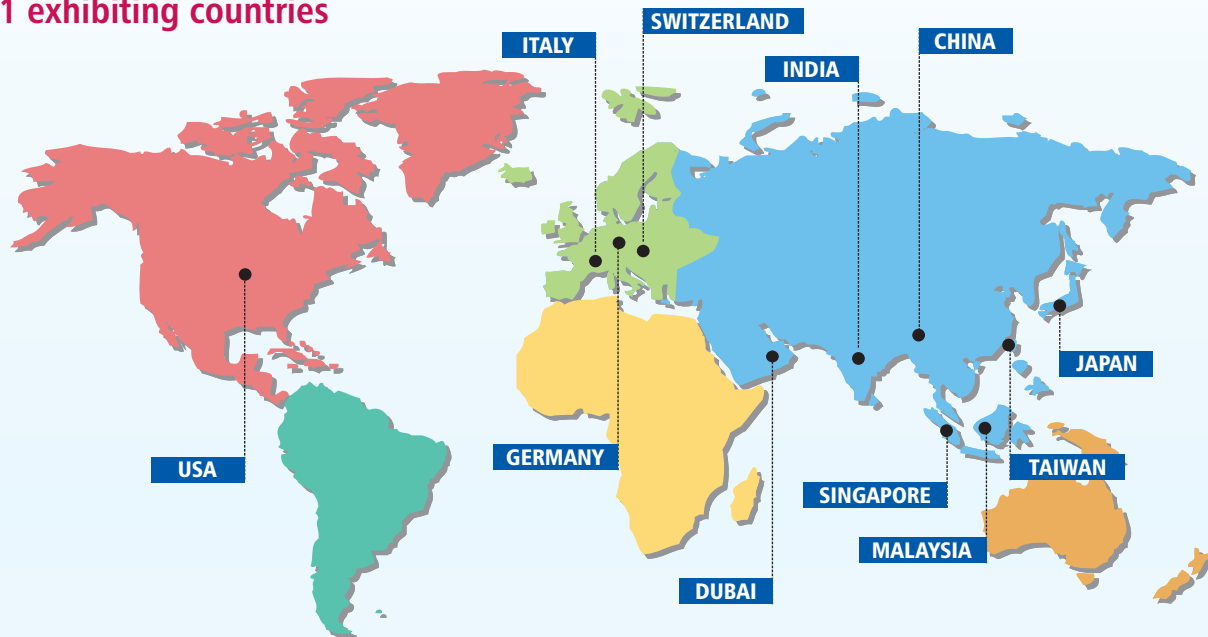 1 exhibiting countries
SWITZERLAND
ITALY
CHINA
INDIA
JAPAN
GERMANY
USA
TAIWAN
SINGAPORE
MALAYSIA
DUBAI